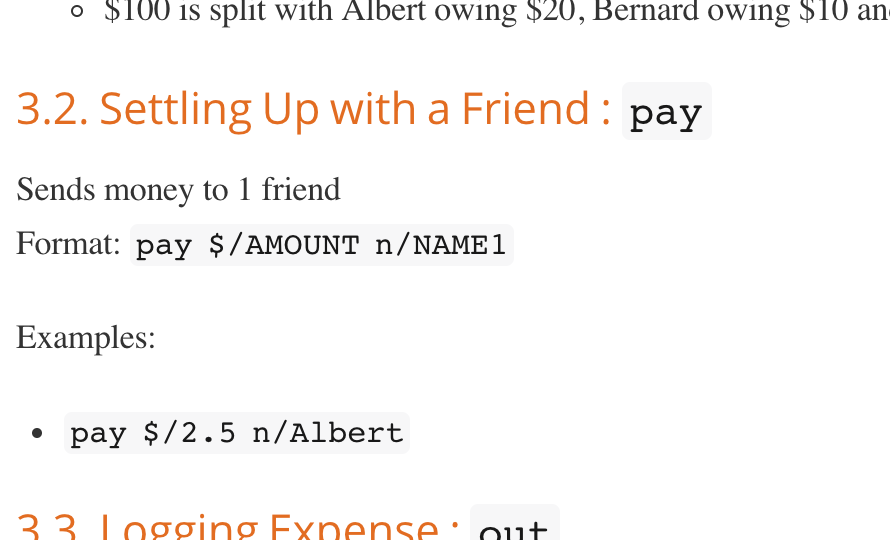 $100 is split with Albert owing $20, Bernard owing $10 an
3.2. Settling Up with a Friend : pay
Sends money to 1 friend
Format: pay $/AMOUNT n/NAME1
Examples:
pay $/2.5 n/Albert
3.3. Logging Expense : out